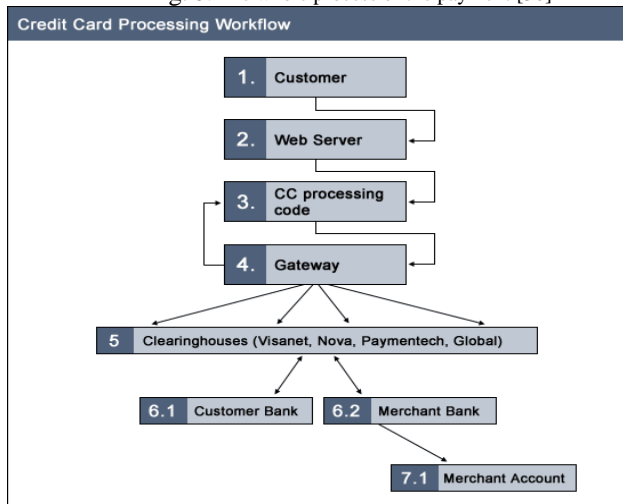 Credit Card Processing Workflow
1. Customer
2. Web Server
3. CC processing
code
4. Gateway
5 Clearinghouses (Visanet, Nova, Paymentech, Global)
6.1 Customer Bank
6.2 Merchant Bank
7.1 Merchant Account